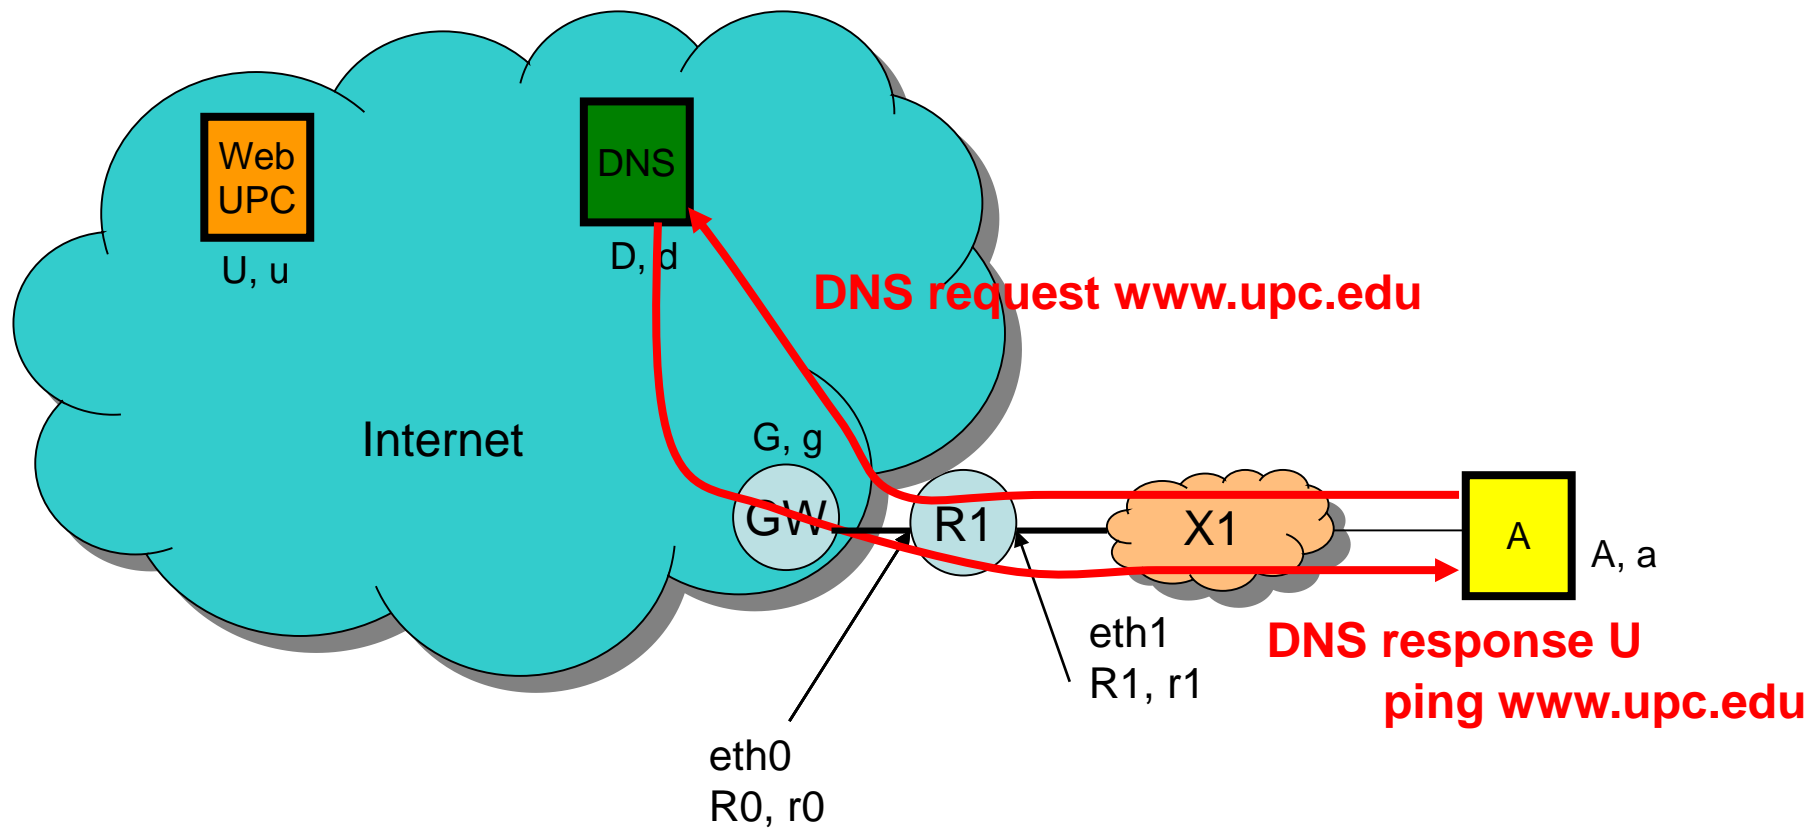 Web
UPC
U, u
DNS
D, d
DNS request www.upc.edu
Internet
G, g
GW
R1
X1
A
A, a
eth1
R1, r1
DNS response U
ping www.upc.edu
eth0
R0, r0